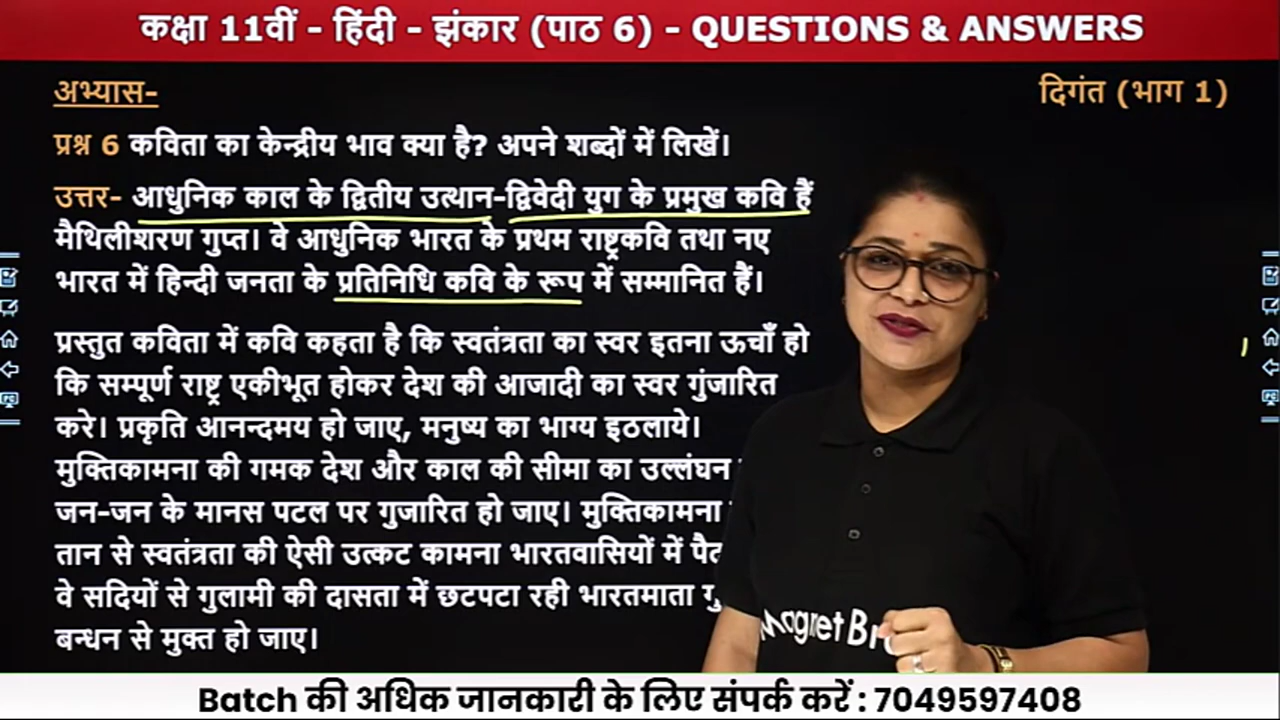 कक्षा 11वीं - हिंदी - झंकार (पाठ 6) - QUESTIONS & ANSWERS
अभ्यास-
दिगंत (भाग 1)
प्रश्न 6 कविता का केन्द्रीय भाव क्या है? अपने शब्दों में लिखें।
उत्तर- आधुनिक काल के द्वितीय उत्थान-द्विवेदी युग के प्रमुख कवि हैं
मैथिलीशरण गुप्त। वे आधुनिक भारत के प्रथम राष्ट्रकवि तथा नए
भारत में हिन्दी जनता के प्रतिनिधि कवि के रूप में सम्मानित हैं।
प्रस्तुत कविता में कवि कहता है कि स्वतंत्रता का स्वर इतना ऊचाँ हो
कि सम्पूर्ण राष्ट्र एकीभूत होकर देश की आजादी का स्वर गुंजारित
करे। प्रकृति आनन्दमय हो जाए, मनुष्य का भाग्य इठलाये।
मुक्तिकामना की गमक देश और काल की सीमा का उल्लंघन
जन-जन के मानस पटल पर गुजारित हो जाए। मुक्तिकामना
तान से स्वतंत्रता की ऐसी उत्कट कामना भारतवासियों में
वे सदियों से गुलामी की दासता में छटपटा रही भारतमाता
बन्धन से मुक्त हो जाए।
Magnet Br
Batch की अधिक जानकारी के लिए संपर्क करें : 7049597408